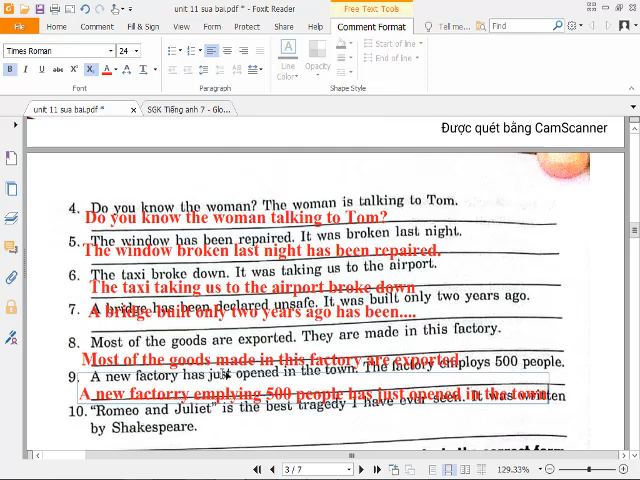 unit 11 sua bai.pdf * - Foxit Reader
Free Text Tools
File
Home
Comment
Fill & Sign
View
Form
Protect
Share
Help
Comment Format
Tell me...
Find
Times Roman
24
Start of line
End of line
Line Color
Opacity
Font
Paragraph
Shape Style
unit 11 sua bai.pdf *
SGK Tiếng anh 7 - Glo...
Được quét bằng CamScanner
4. Do you know the woman? The woman is talking to Tom.
Do you know the woman talking to Tom?
5. The window has been repaired. It was broken last night.
The window broken last night has been repaired.
6. The taxi broke down. It was taking us to the airport.
The taxi taking us to the airport broke down
7. A bridge has been declared unsafe. It was built only two years ago.
A bridge built only two years ago has been....
8. Most of the goods are exported. They are made in this factory.
Most of the goods made in this factory are exported.
9. A new factory has just opened in the town. The factory employs 500 people.
A new factorry emplying 500 people has just opened in the town
10. “Romeo and Juliet” is the best tragedy I have ever seen. It was written
by Shakespeare.
3 / 7
129.33%